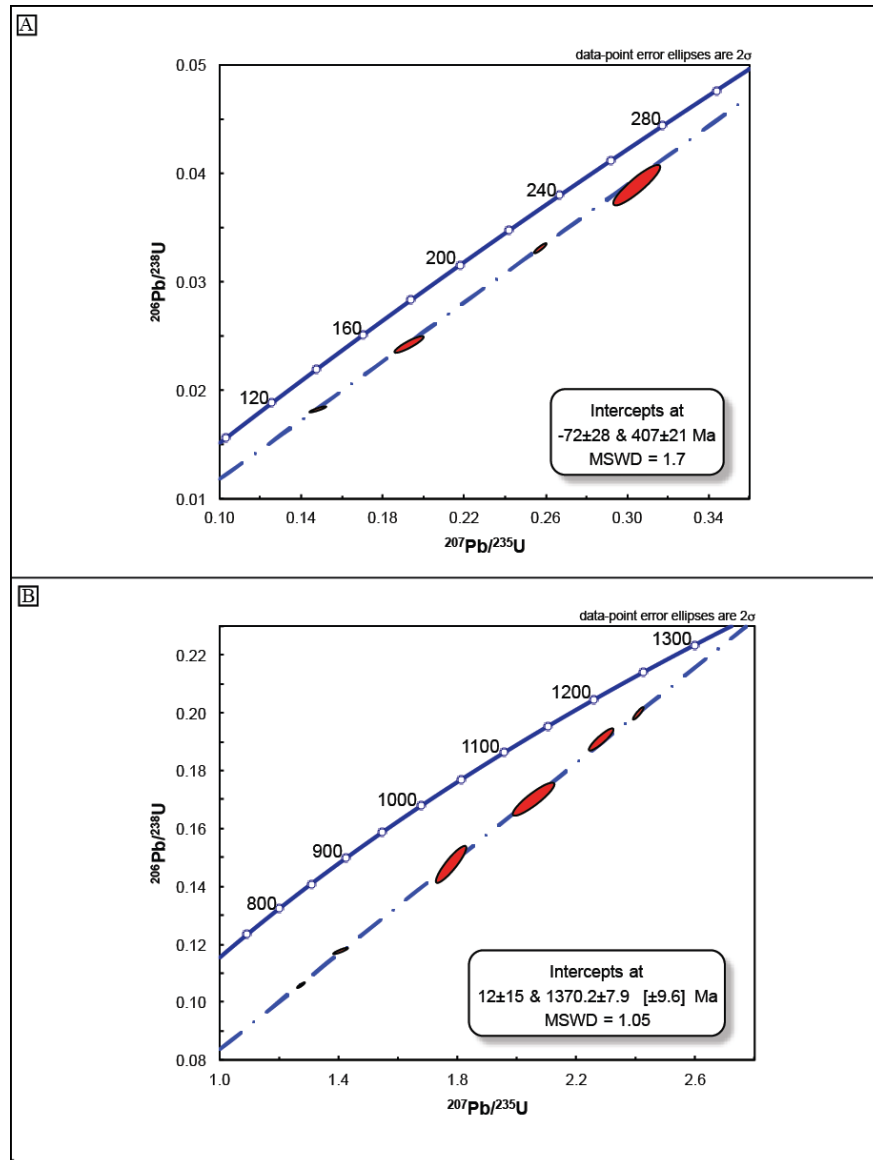 A
data-point error ellipses are 2σ
0.05
0.04
0.03
0.02
0.01
280
240
200
160
120
Intercepts at
-72±28 & 407±21 Ma
MSWD = 1.7
0.10 0.14 0.18 0.22 0.26 0.30 0.34
²⁰⁶Pb/²³⁸U
²⁰⁷Pb/²³⁵U
B
data-point error ellipses are 2σ
0.22
0.20
0.18
0.16
0.14
0.12
0.10
0.08
1300
1200
1100
1000
900
800
Intercepts at
12±15 & 1370.2±7.9 [±9.6] Ma
MSWD = 1.05
1.0 1.4 1.8 2.2 2.6
²⁰⁶Pb/²³⁸U
²⁰⁷Pb/²³⁵U